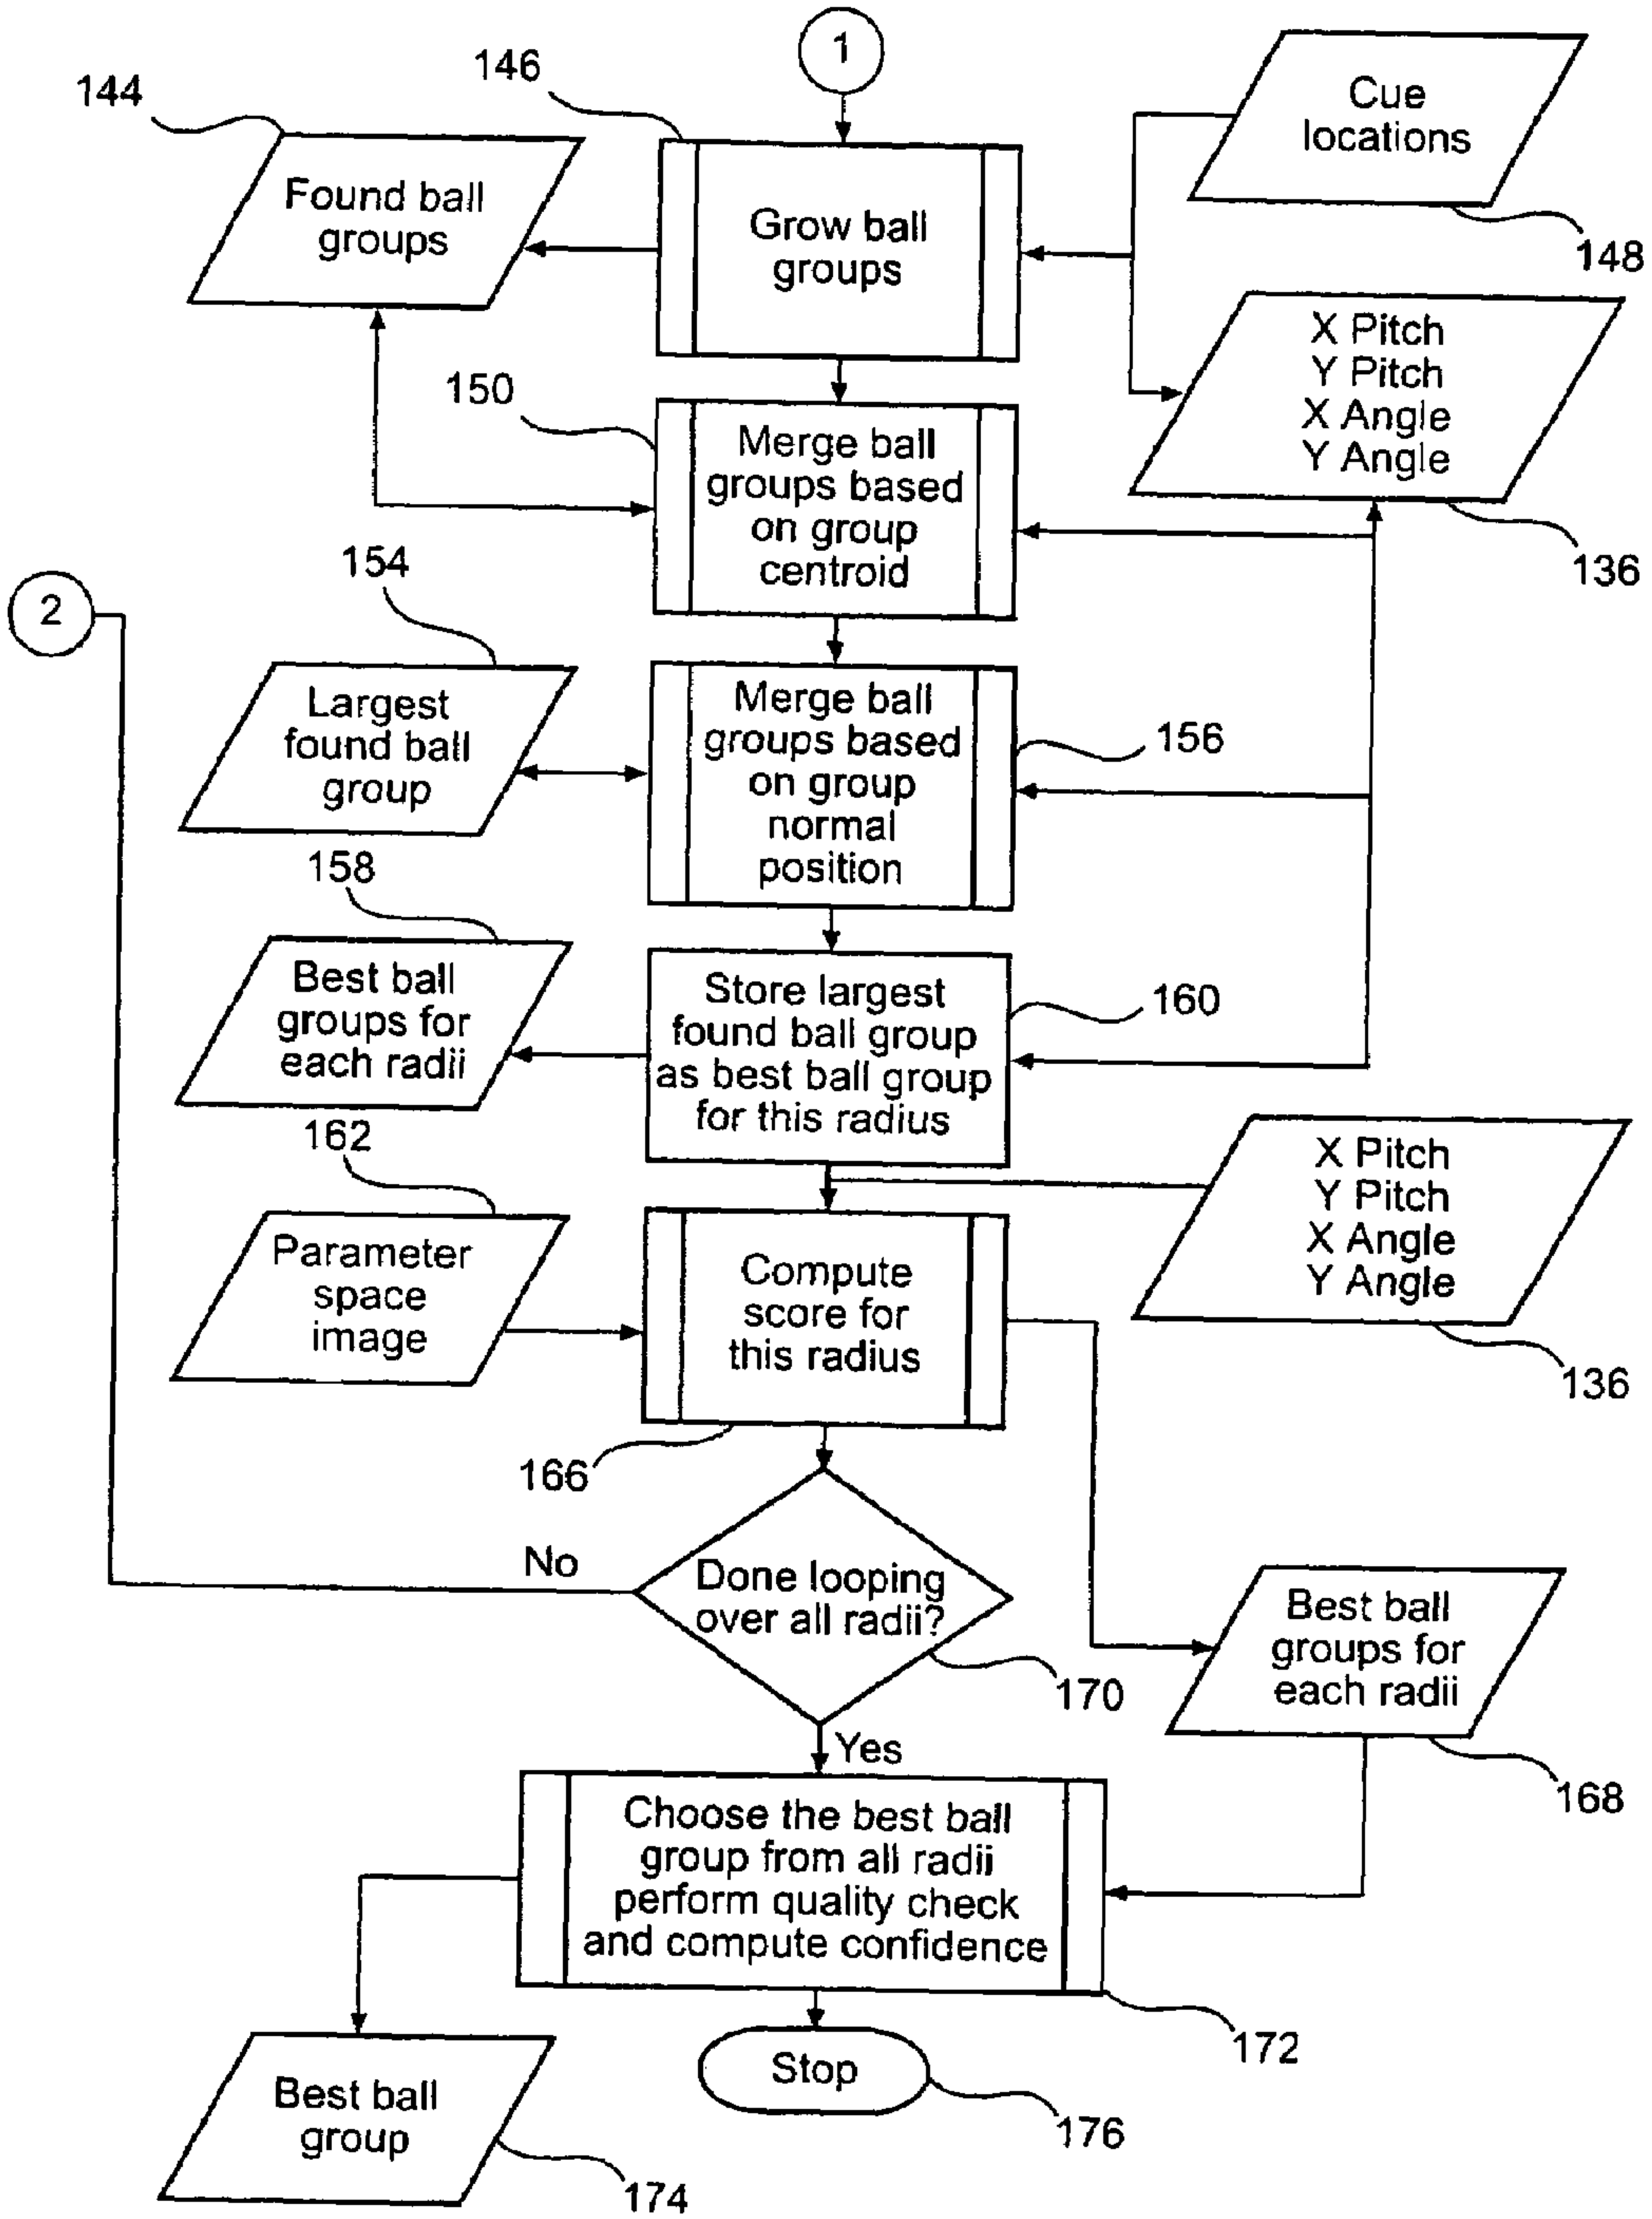 1
146
144
Cue
locations
148
Found ball
groups
Grow ball
groups
X Pitch
Y Pitch
X Angle
Y Angle
136
150
Merge ball
groups based
on group
centroid
2
154
Largest
found ball
group
Merge ball
groups based
on group
normal
position
156
158
Best ball
groups for
each radii
Store largest
found ball group
as best ball group
for this radius
160
162
Parameter
space
image
Compute
score for
this radius
X Pitch
Y Pitch
X Angle
Y Angle
136
166
No
Done looping
over all radii?
170
Yes
Best ball
groups for
each radii
168
Choose the best ball
group from all radii
perform quality check
and compute confidence
172
Stop
176
Best ball
group
174